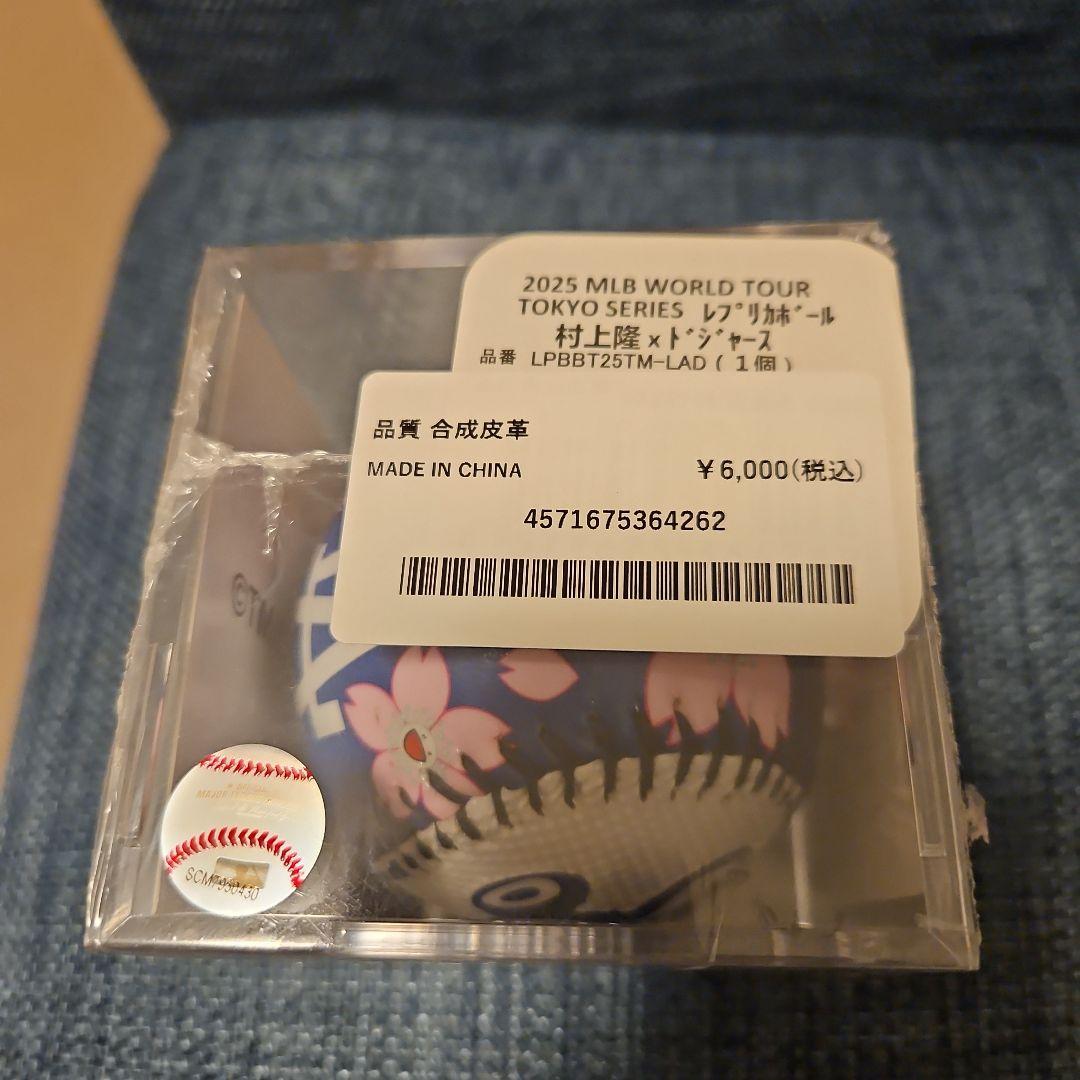 2025 MLB WORLD TOUR
TOKYO SERIES ﾚﾌﾟﾘｶﾎﾞｰﾙ
村上隆 x ﾄﾞｼﾞｬｰｽ
品番 LPBBT25TM-LAD ( 1個 )
品質 合成皮革
MADE IN CHINA ￥6,000(税込)
4571675364262
MAJOR